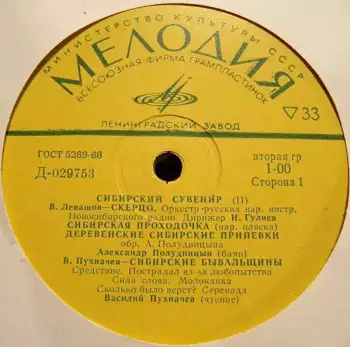 МИНИСТЕРСТВО КУЛЬТУРЫ СССР
МЕЛОДИЯ
ВСЕСОЮЗНАЯ ФИРМА ГРАМПЛАСТИНОК
▽33
ЛЕНИНГРАДСКИЙ ЗАВОД
ГОСТ 5289-68
Д-029753
вторая гр
1-00
Сторона 1
СИБИРСКИЙ СУВЕНИР (II)
В. Левашов—СКЕРЦО. Оркестр русских нар. инстр.
Новосибирского радио. Дирижер И. Гуляев
СИБИРСКАЯ ПРОХОДОЧКА (нар. пляска)
ДЕРЕВЕНСКИЕ СИБИРСКИЕ ПРИПЕВКИ
обр. А. Полудницына
Александр Полудницын (баян)
В. Пухначев—СИБИРСКИЕ БЫВАЛЬЩИНЫ
Средствие. Пострадал из-за любопытства
Сила слова. Молоканка
Сколько было верст? Серенада
Василий Пухначев (чтение)